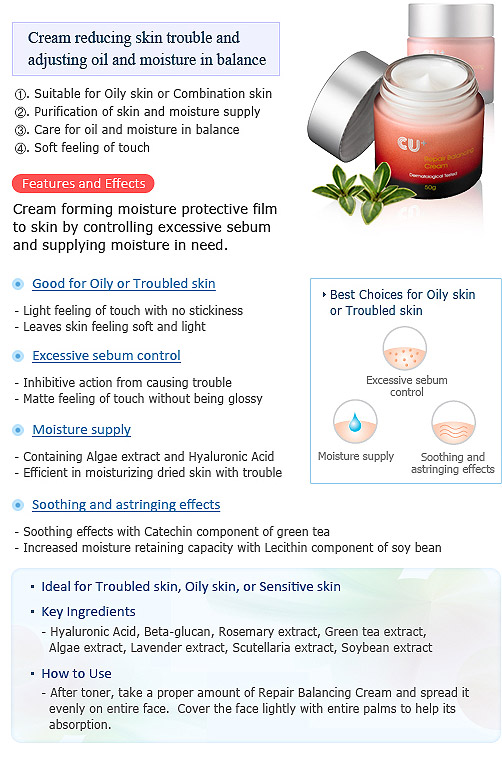 Cream reducing skin trouble and
adjusting oil and moisture in balance
①. Suitable for Oily skin or Combination skin
②. Purification of skin and moisture supply
③. Care for oil and moisture in balance
④. Soft feeling of touch
CU
CU
Repair Balancing
Cream
Dermatological Tested
50g
Features and Effects
Cream forming moisture protective film
to skin by controlling excessive sebum
and supplying moisture in need.
Good for Oily or Troubled skin
- Light feeling of touch with no stickiness
- Leaves skin feeling soft and light
Excessive sebum control
- Inhibitive action from causing trouble
- Matte feeling of touch without being glossy
Moisture supply
- Containing Algae extract and Hyaluronic Acid
- Efficient in moisturizing dried skin with trouble
Soothing and astringing effects
- Soothing effects with Catechin component of green tea
- Increased moisture retaining capacity with Lecithin component of soy bean
Best Choices for Oily skin
or Troubled skin
Excessive sebum
control
Moisture supply
Soothing and
astringing effects
• Ideal for Troubled skin, Oily skin, or Sensitive skin
• Key Ingredients
- Hyaluronic Acid, Beta-glucan, Rosemary extract, Green tea extract,
Algae extract, Lavender extract, Scutellaria extract, Soybean extract
• How to Use
- After toner, take a proper amount of Repair Balancing Cream and spread it
evenly on entire face. Cover the face lightly with entire palms to help its
absorption.